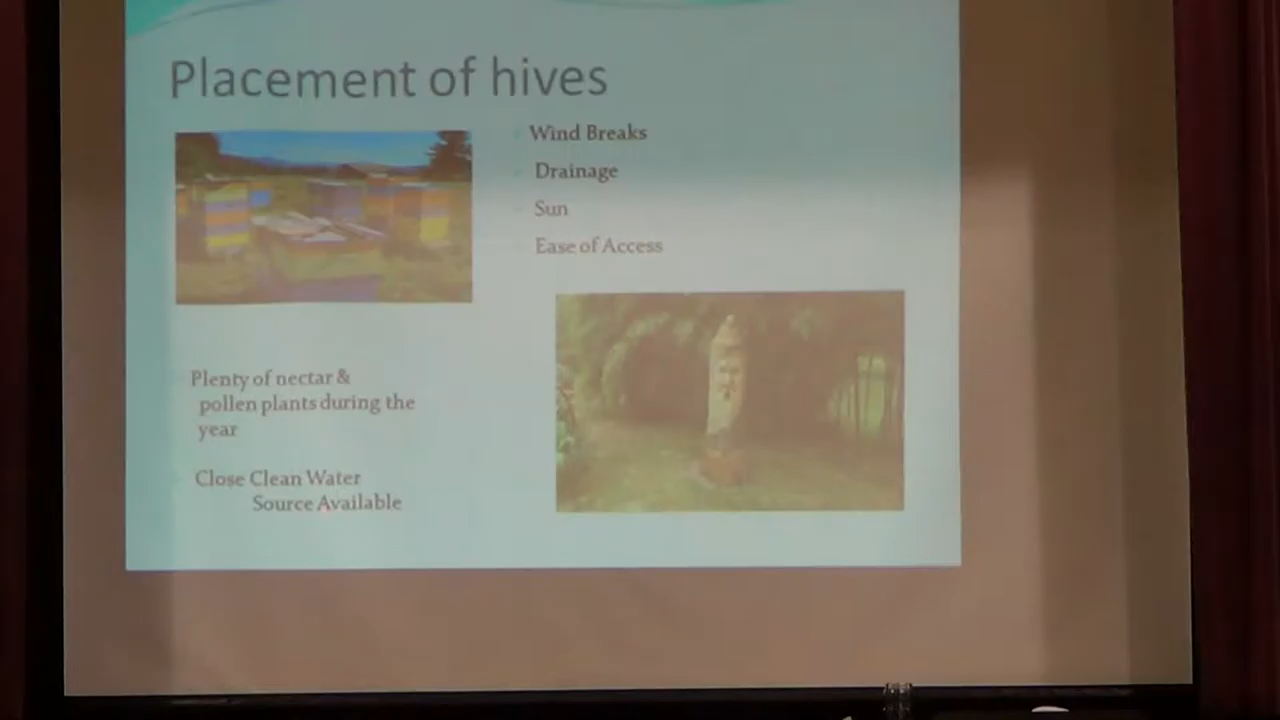 Placement of hives
Wind Breaks
Drainage
Sun
Ease of Access
Plenty of nectar &
pollen plants during the
year
Close Clean Water
Source Available